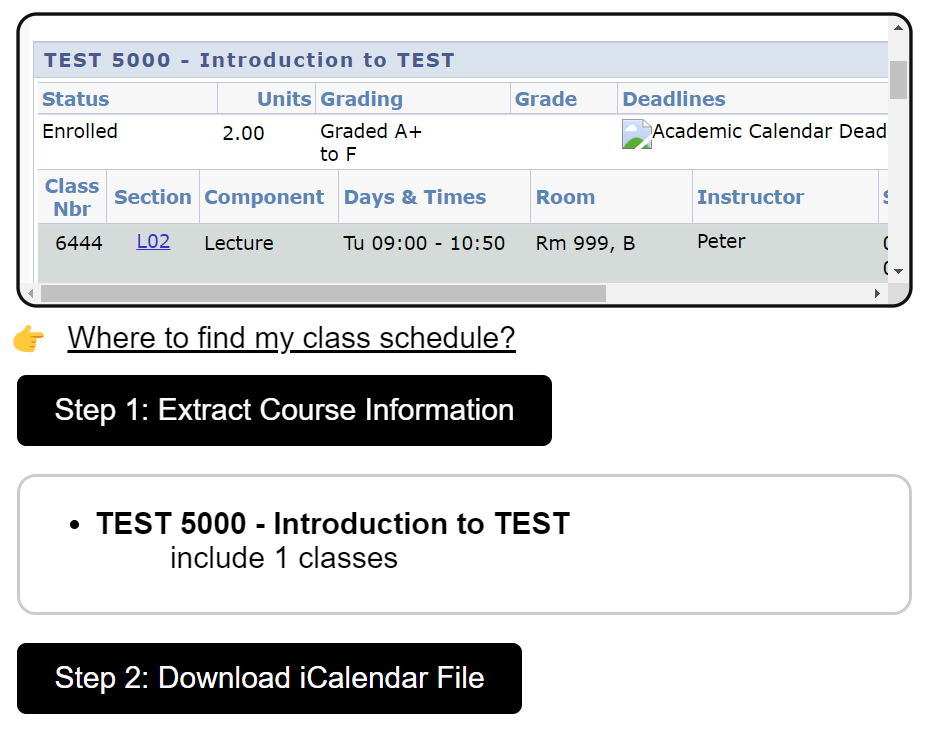 TEST 5000 - Introduction to TEST
Status Units Grading Grade Deadlines
Enrolled 2.00 Graded A+ to F Academic Calendar Dead
Class Nbr Section Component Days & Times Room Instructor
6444 L02 Lecture Tu 09:00 - 10:50 Rm 999, B Peter
Where to find my class schedule?
Step 1: Extract Course Information
TEST 5000 - Introduction to TEST
include 1 classes
Step 2: Download iCalendar File